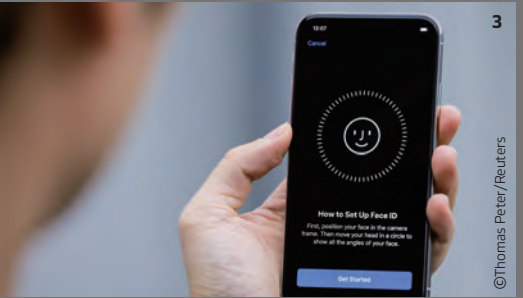 3
12:07
Cancel
How to Set Up Face ID
First, position your face in the camera
frame. Then move your head in a circle to
show all the angles of your face.
Get Started
©Thomas Peter/Reuters